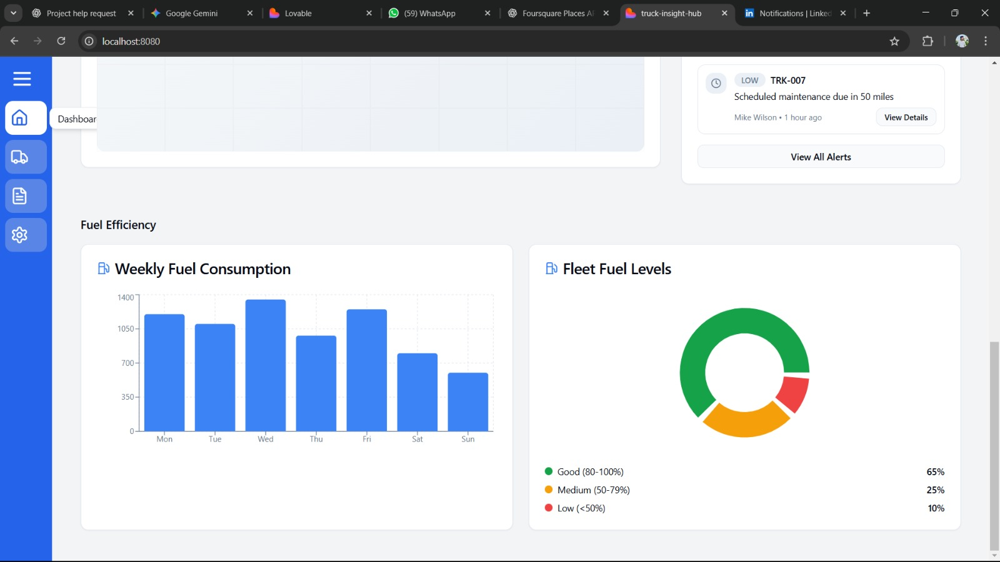 Project help request
Google Gemini
Lovable
(59) WhatsApp
Foursquare Places A
truck-insight-hub
in Notifications | Linked
localhost:8080
LOW TRK-007
Scheduled maintenance due in 50 miles
Mike Wilson • 1 hour ago
View Details
Dashboar
View All Alerts
Fuel Efficiency
Weekly Fuel Consumption
1400
1050
700
350
0
Mon Tue Wed Thu Fri Sat Sun
Fleet Fuel Levels
Good (80-100%) 65%
Medium (50-79%) 25%
Low (<50%) 10%